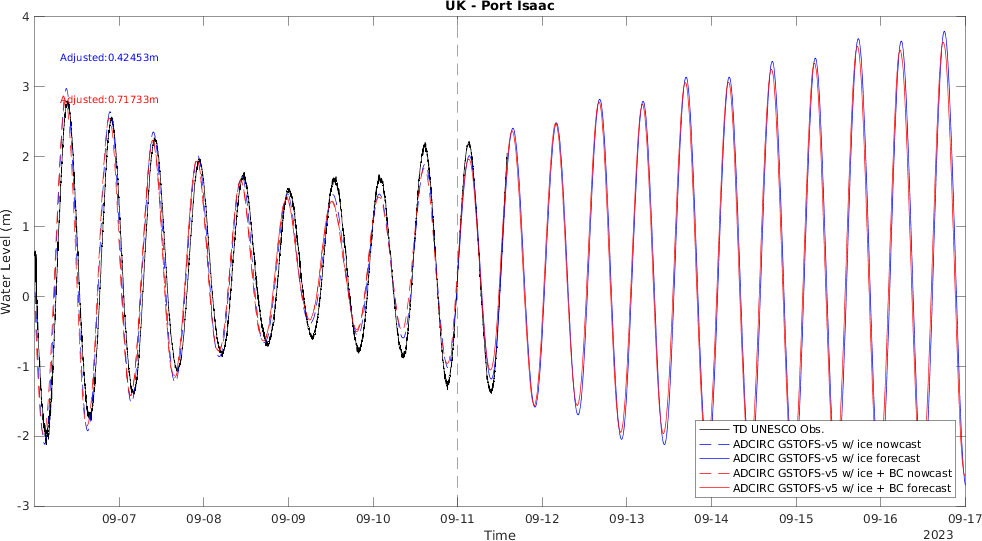 UK - Port Isaac
4
3
2
1
0
-1
-2
-3
Water Level (m)
Adjusted:0.42453m
Adjusted:0.71733m
TD UNESCO Obs.
ADCIRC GSTOFS-v5 w/ ice nowcast
ADCIRC GSTOFS-v5 w/ ice forecast
ADCIRC GSTOFS-v5 w/ ice + BC nowcast
ADCIRC GSTOFS-v5 w/ ice + BC forecast
09-07 09-08 09-09 09-10 09-11 09-12 09-13 09-14 09-15 09-16 09-17
Time
2023